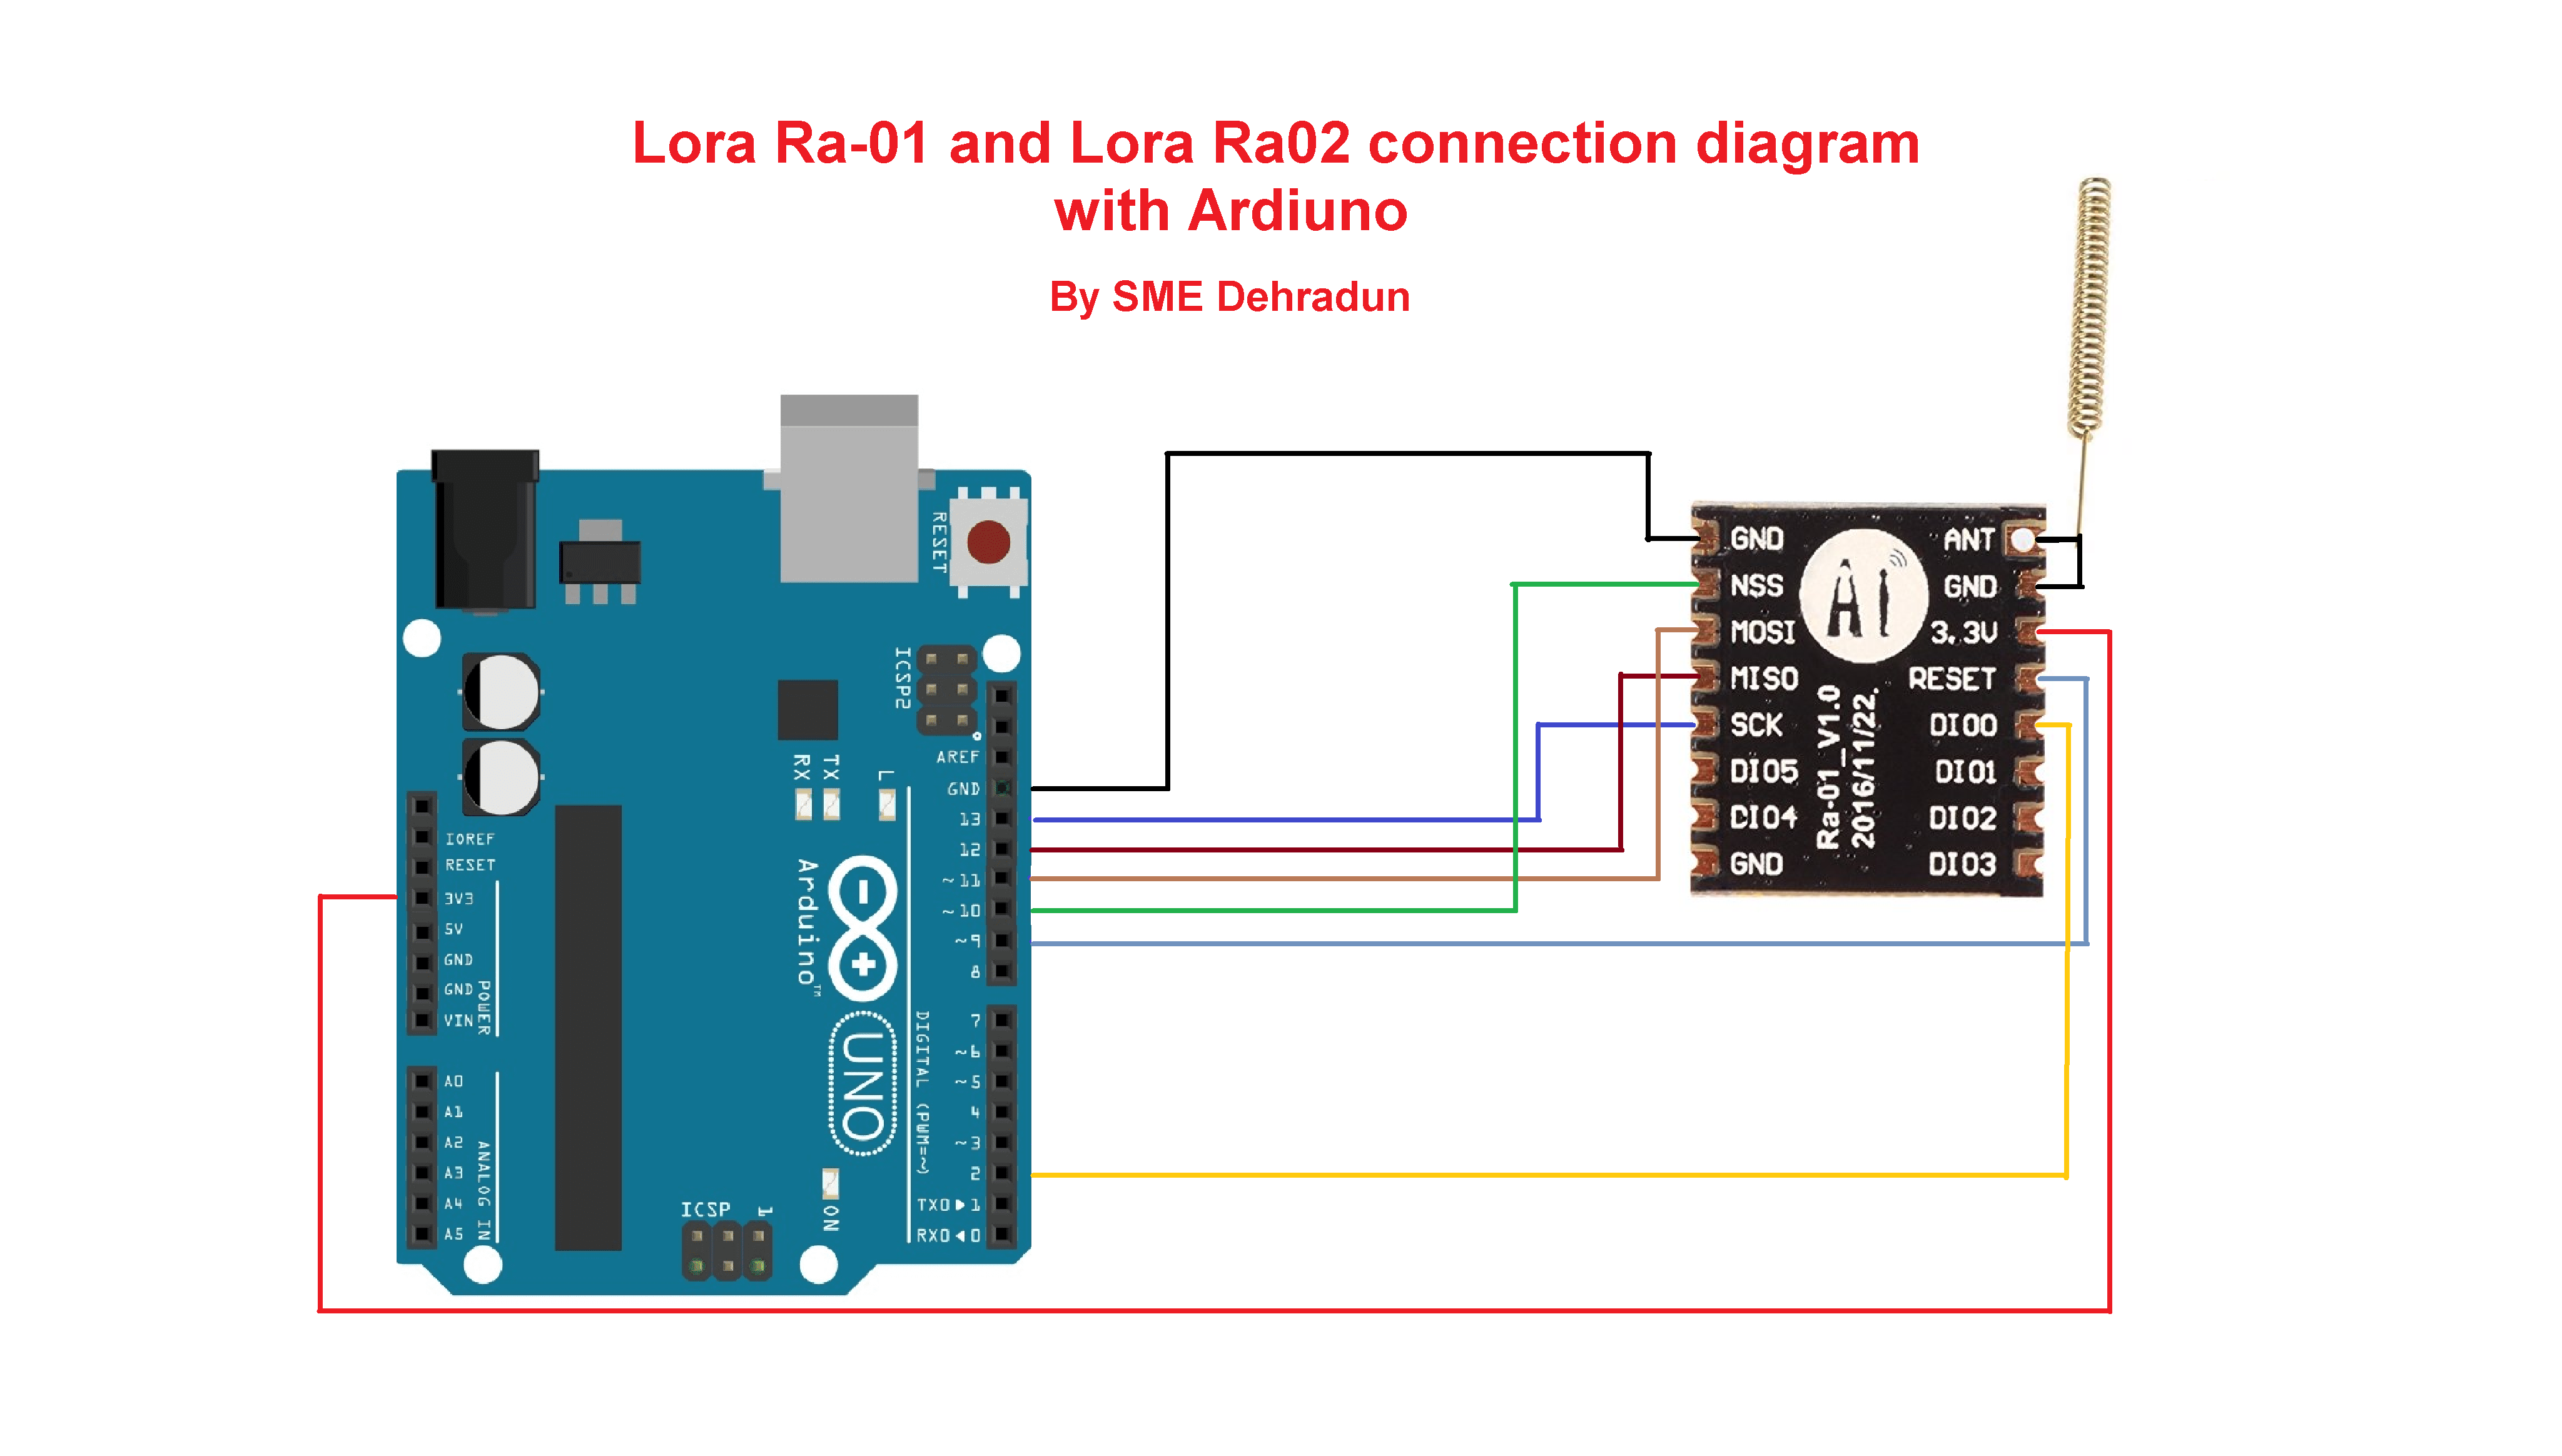 Lora Ra-01 and Lora Ra02 connection diagram
with Ardiuno
By SME Dehradun
RESET
ICSP2
AREF
GND
13
12
~11
~10
~9
8
7
~6
~5
4
~3
2
TX0▶1
RX0◀0
DIGITAL (PWM=~)
RX
TX
L
Arduino™
UNO
ON
ICSP
1
IOREF
RESET
3V3
5V
GND
GND
VIN
POWER
A0
A1
A2
A3
A4
A5
ANALOG IN
GND
NSS
MOSI
MISO
SCK
DIO5
DIO4
GND
Ai
Ra-01_V1.0
2016/11/22.
ANT
GND
3.3V
RESET
DIO0
DIO1
DIO2
DIO3